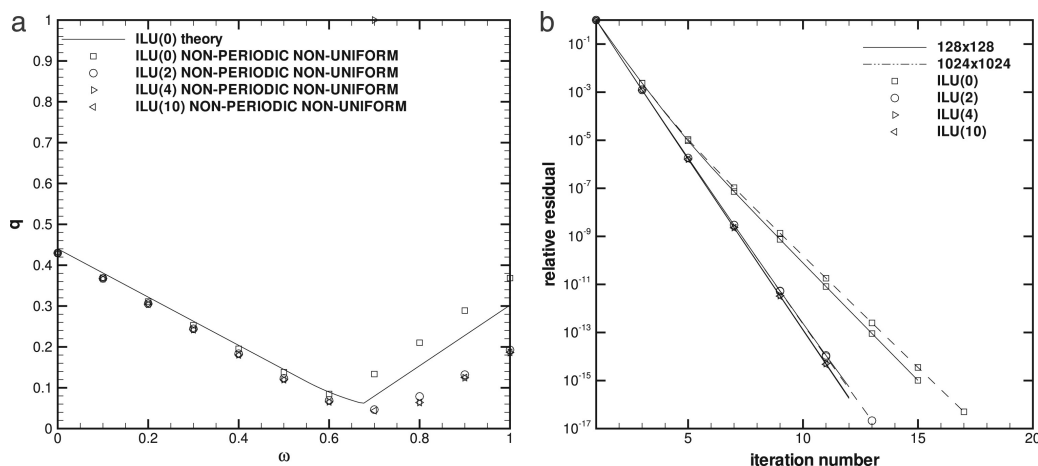 a
ILU(0) theory
ILU(0) NON-PERIODIC NON-UNIFORM
ILU(2) NON-PERIODIC NON-UNIFORM
ILU(4) NON-PERIODIC NON-UNIFORM
ILU(10) NON-PERIODIC NON-UNIFORM
1
0.9
0.8
0.7
0.6
0.5
0.4
0.3
0.2
0.1
0
q
0
0.2
0.4
0.6
0.8
1
ω
b
128x128
1024x1024
ILU(0)
ILU(2)
ILU(4)
ILU(10)
10^-1
10^-3
10^-5
10^-7
10^-9
10^-11
10^-13
10^-15
10^-17
relative residual
5
10
15
20
iteration number